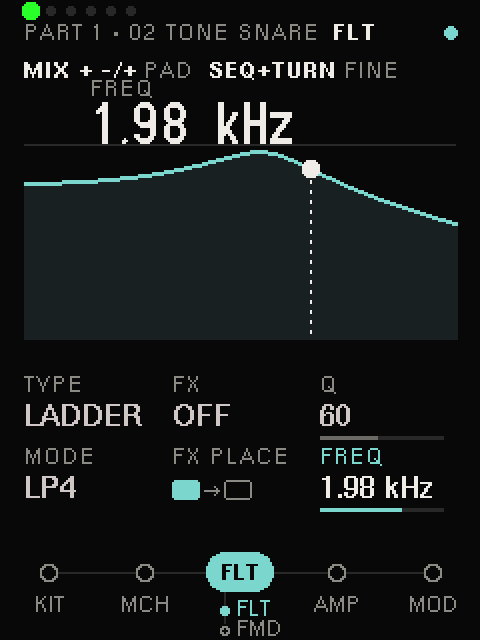 PART 1 · 02 TONE SNARE FLT
MIX + -/+ PAD SEQ+TURN FINE
FREQ
1.98 kHz
TYPE FX Q
LADDER OFF 60
MODE FX PLACE FREQ
LP4 → 1.98 kHz
KIT MCH FLT AMP MOD
FLT
FMD